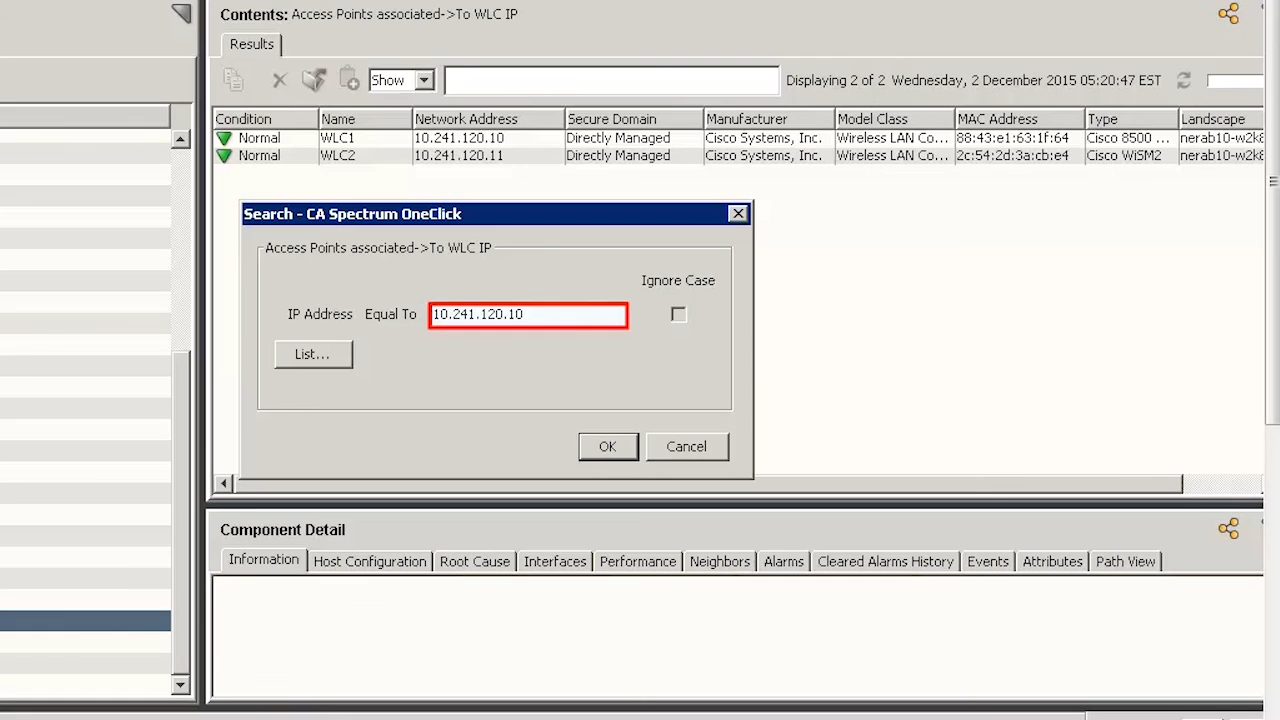 Contents: Access Points associated->To WLC IP
Results
Show
Displaying 2 of 2 Wednesday, 2 December 2015 05:20:47 EST
Condition Name Network Address Secure Domain Manufacturer Model Class MAC Address Type Landscape
Normal WLC1 10.241.120.10 Directly Managed Cisco Systems, Inc. Wireless LAN Co... 88:43:e1:63:1f:64 Cisco 8500 ... nerab10-w2k8
Normal WLC2 10.241.120.11 Directly Managed Cisco Systems, Inc. Wireless LAN Co... 2c:54:2d:3a:cb:e4 Cisco WiSM2 nerab10-w2k8
Search - CA Spectrum OneClick
Access Points associated->To WLC IP
Ignore Case
IP Address Equal To 10.241.120.10
List...
OK Cancel
Component Detail
Information Host Configuration Root Cause Interfaces Performance Neighbors Alarms Cleared Alarms History Events Attributes Path View